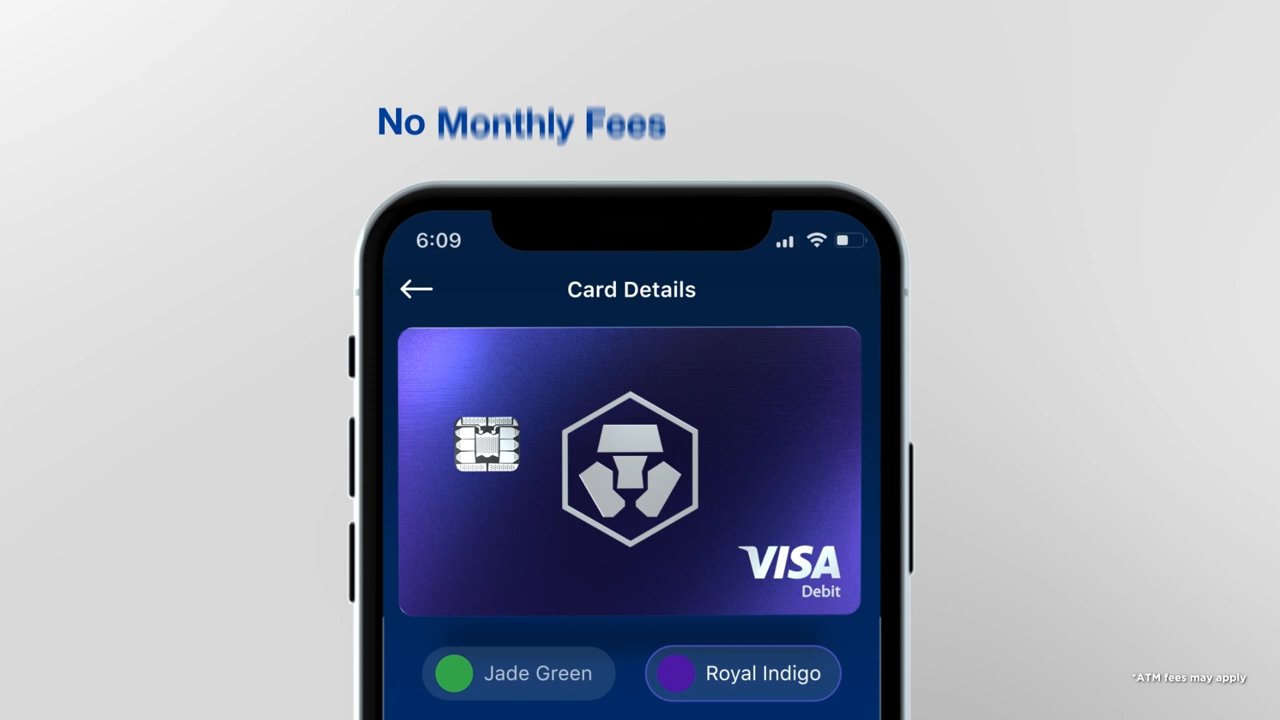 No Monthly Fees
6:09
Card Details
VISA
Debit
Jade Green
Royal Indigo
*ATM fees may apply